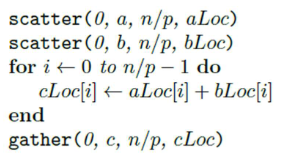 scatter(0, a, n/p, aLoc)
scatter(0, b, n/p, bLoc)
for i ← 0 to n/p − 1 do
cLoc[i] ← aLoc[i] + bLoc[i]
end
gather(0, c, n/p, cLoc)